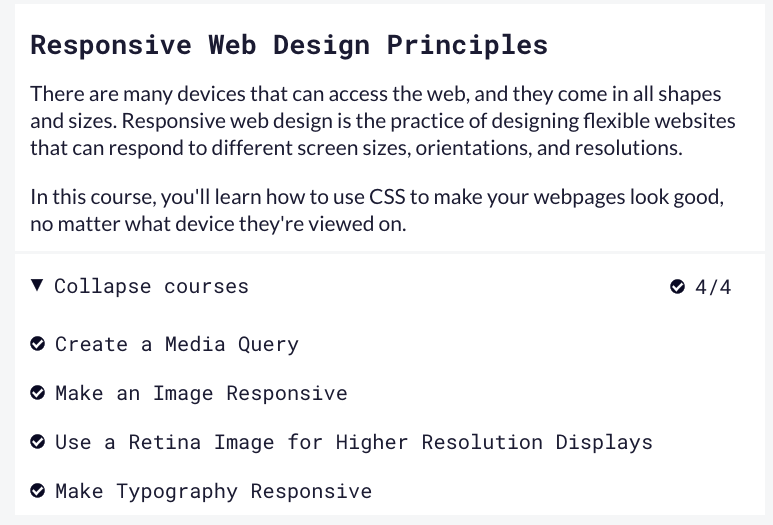 Responsive Web Design Principles
There are many devices that can access the web, and they come in all shapes
and sizes. Responsive web design is the practice of designing flexible websites
that can respond to different screen sizes, orientations, and resolutions.
In this course, you'll learn how to use CSS to make your webpages look good,
no matter what device they're viewed on.
▼ Collapse courses 4/4
Create a Media Query
Make an Image Responsive
Use a Retina Image for Higher Resolution Displays
Make Typography Responsive